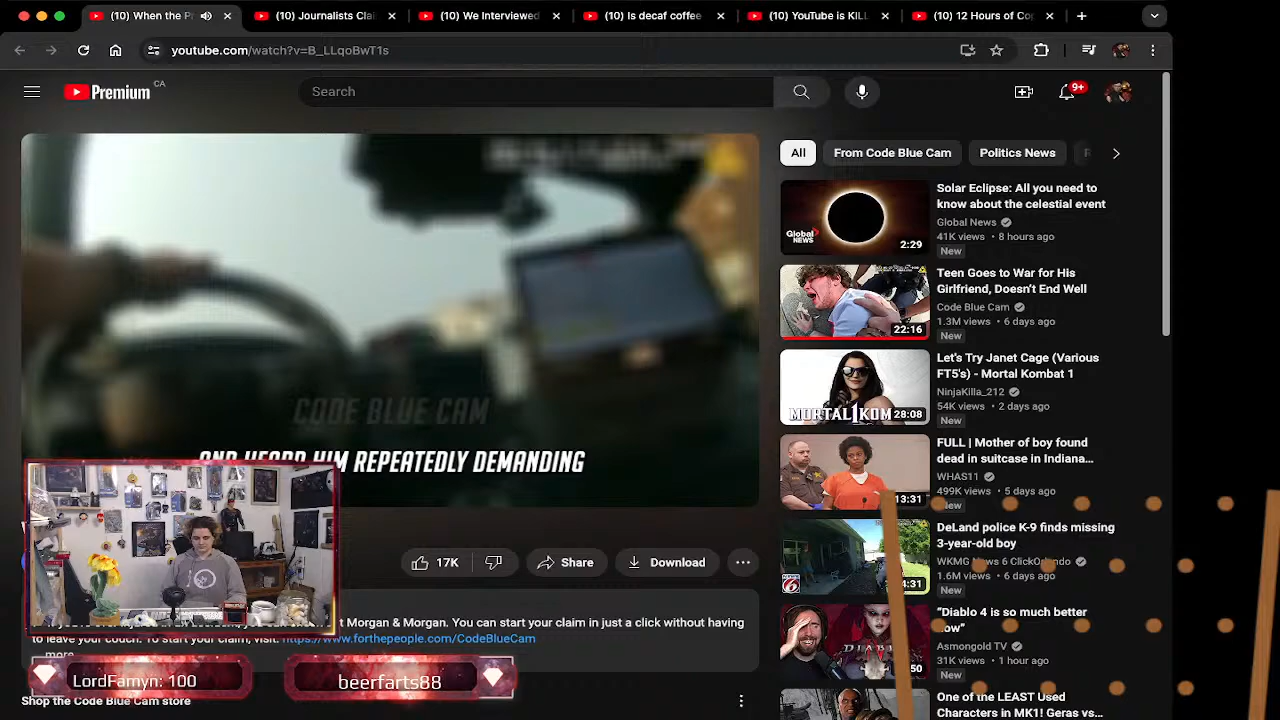 (10) When the P
(10) Journalists Clai
(10) We Interviewed
(10) Is decaf coffee
(10) YouTube is KILL
(10) 12 Hours of Cop
youtube.com/watch?v=B_LLqoBwT1s
Premium
CA
Search
9+
All
From Code Blue Cam
Politics News
CODE BLUE CAM
AND HEARD HIM REPEATEDLY DEMANDING
17K
Share
Download
t Morgan & Morgan. You can start your claim in just a click without having
to leave your couch. To start your claim, visit: https://www.forthepeople.com/CodeBlueCam
more
LordFamyn: 100
beerfarts88
Shop the Code Blue Cam store
Global
NEWS
2:29
Solar Eclipse: All you need to
know about the celestial event
Global News
41K views • 8 hours ago
New
22:16
Teen Goes to War for His
Girlfriend, Doesn't End Well
Code Blue Cam
1.3M views • 6 days ago
New
MORTAL KOM
28:08
Let's Try Janet Cage (Various
FT5's) - Mortal Kombat 1
NinjaKilla_212
54K views • 2 days ago
New
13:31
FULL | Mother of boy found
dead in suitcase in Indiana...
WHAS11
499K views • 5 days ago
New
6
4:31
DeLand police K-9 finds missing
3-year-old boy
WKMG News 6 ClickOrlando
1.6M views • 6 days ago
New
50
"Diablo 4 is so much better
now"
Asmongold TV
31K views • 1 hour ago
New
One of the LEAST Used
Characters in MK1! Geras vs...